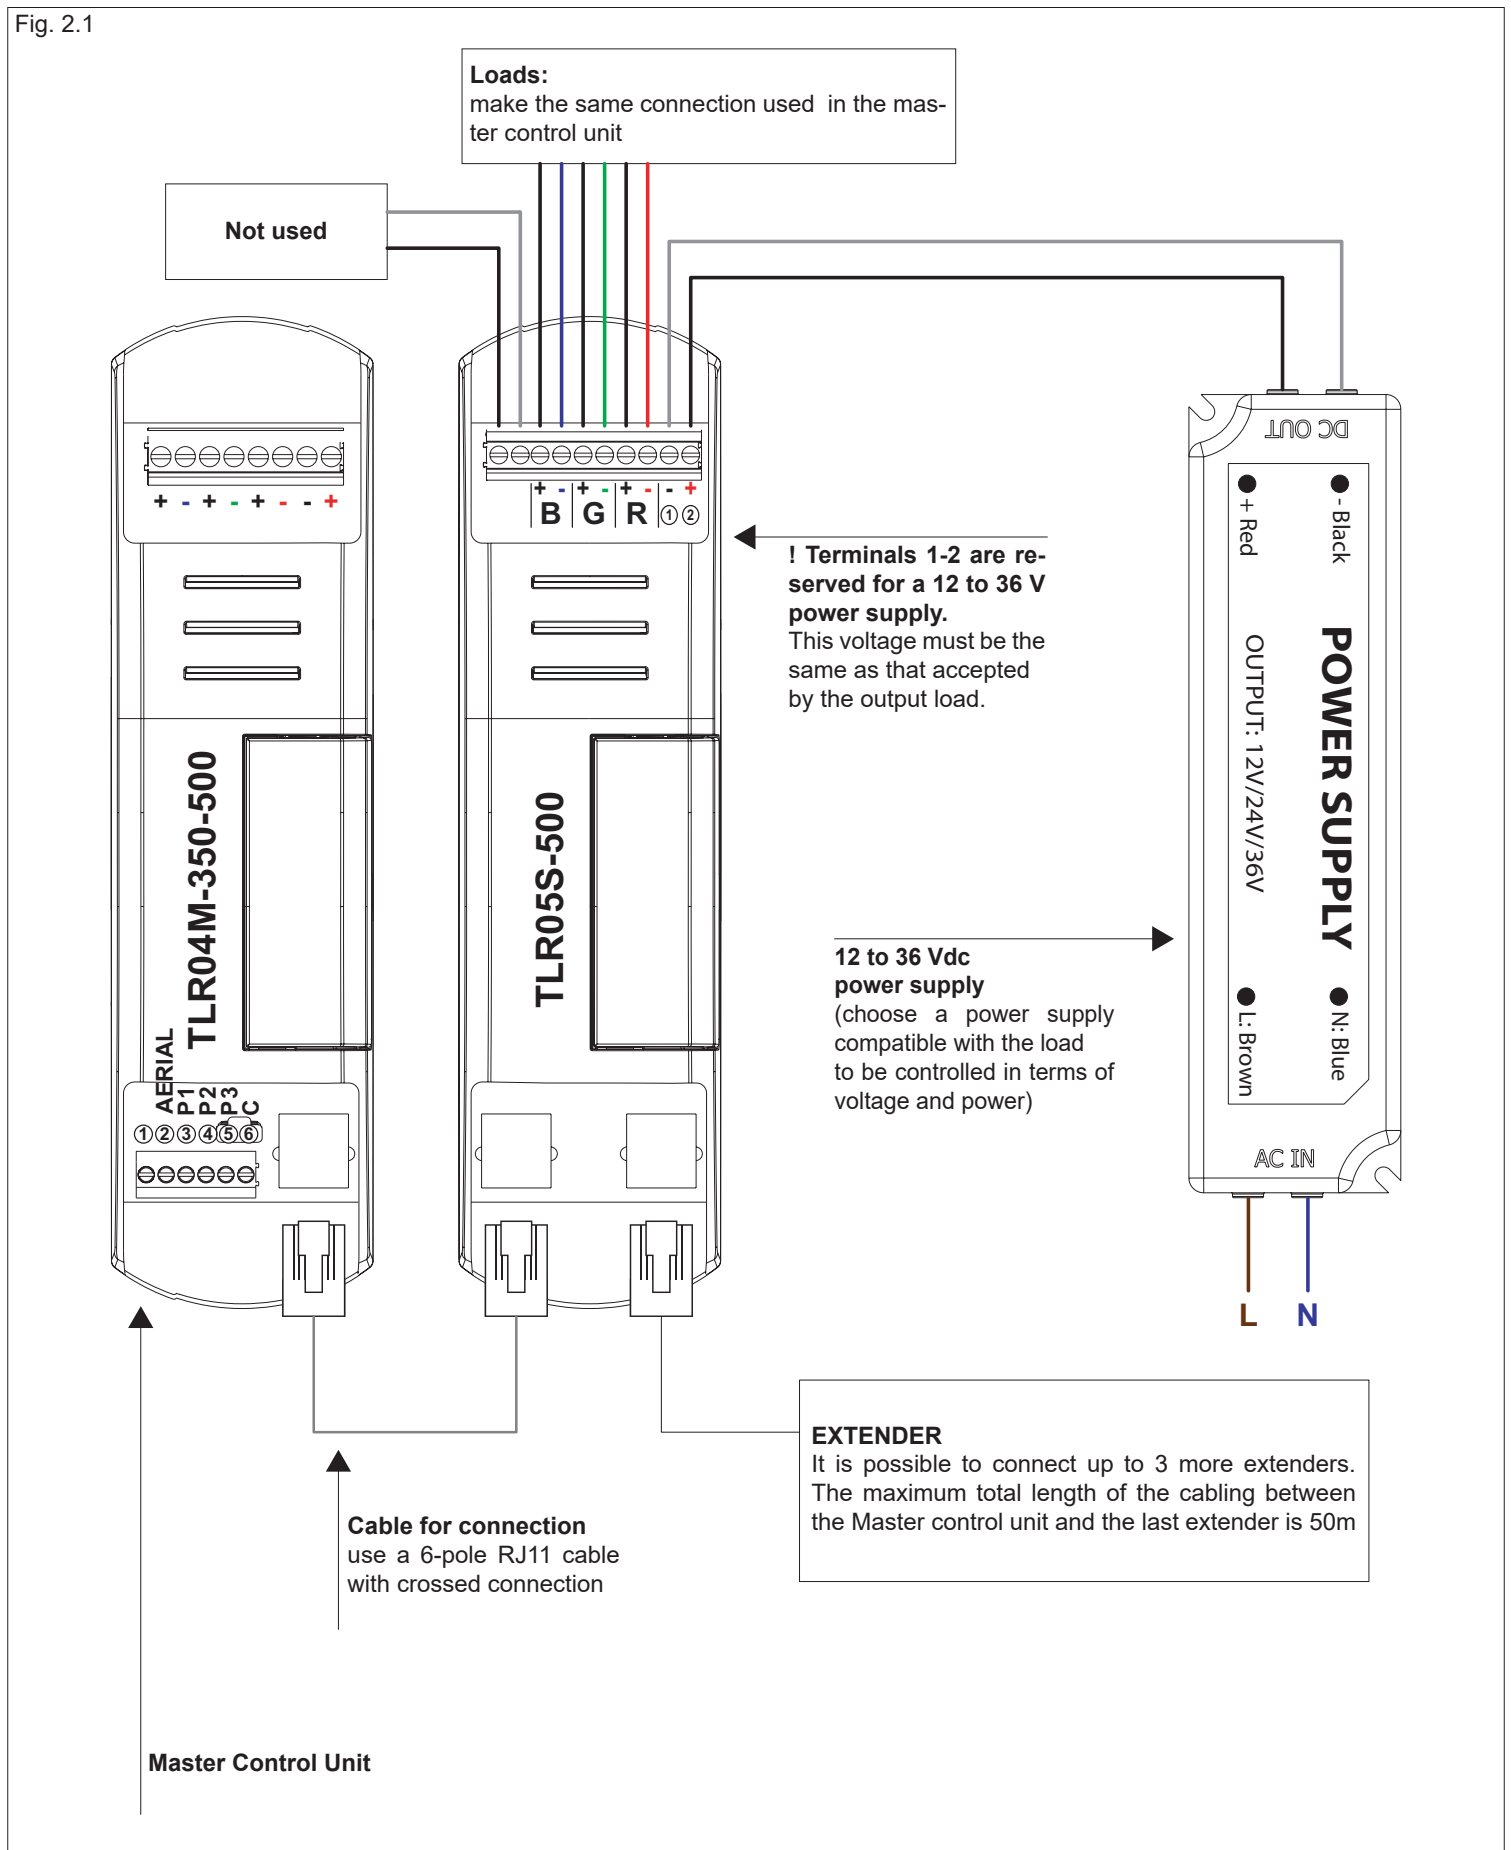 Fig. 2.1
Loads:
make the same connection used in the mas-
ter control unit
Not used
+ - + - + - - +
+ - + - + - - +
B G R 1 2
! Terminals 1-2 are re-
served for a 12 to 36 V
power supply.
This voltage must be the
same as that accepted
by the output load.
DC OUT
+ Red
- Black
POWER SUPPLY
OUTPUT: 12V/24V/36V
L: Brown
N: Blue
AC IN
L N
12 to 36 Vdc
power supply
(choose a power supply
compatible with the load
to be controlled in terms of
voltage and power)
TLR04M-350-500
TLR05S-500
AERIAL
P1
P2
P3
C
1 2 3 4 5 6
EXTENDER
It is possible to connect up to 3 more extenders.
The maximum total length of the cabling between
the Master control unit and the last extender is 50m
Cable for connection
use a 6-pole RJ11 cable
with crossed connection
Master Control Unit